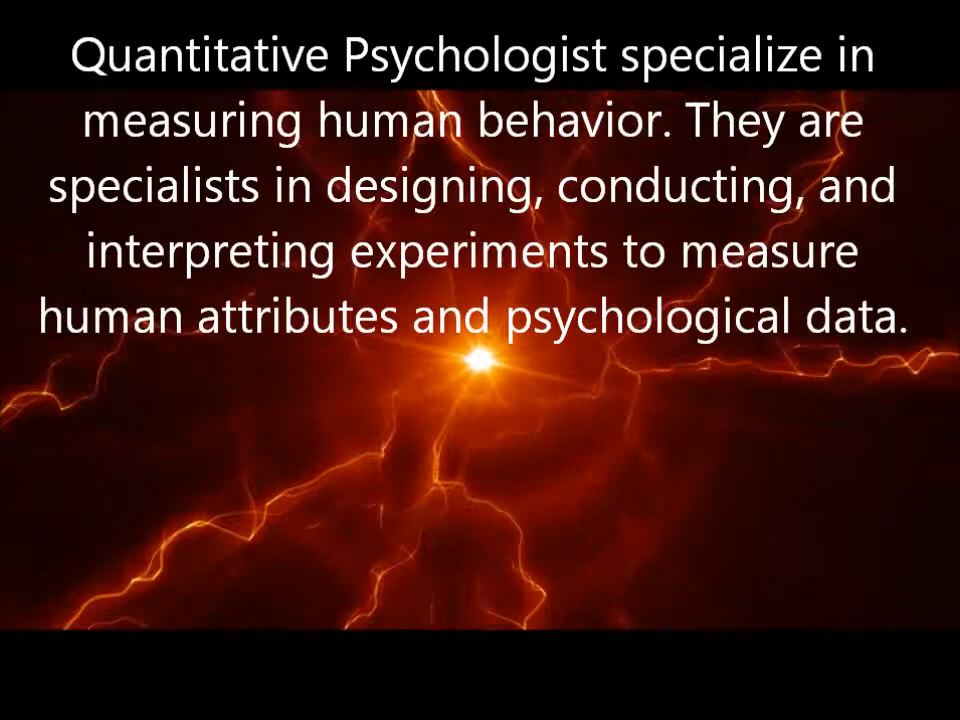 Quantitative Psychologist specialize in
measuring human behavior. They are
specialists in designing, conducting, and
interpreting experiments to measure
human attributes and psychological data.